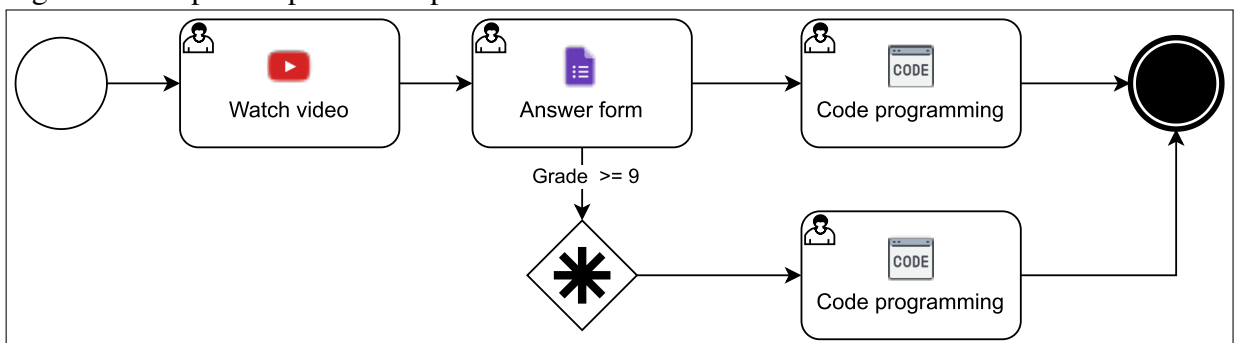 Watch video
Answer form
CODE
Code programming
Grade >= 9
CODE
Code programming